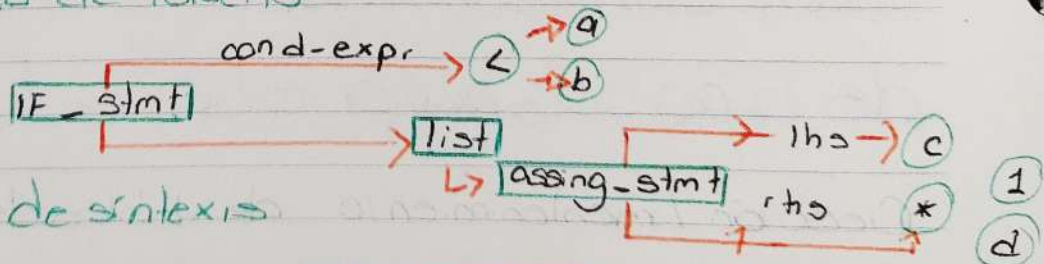 cond-expr < a
b
IF_stmt
list lhs c
assing_stmt 1
de sintexis rhs *
d